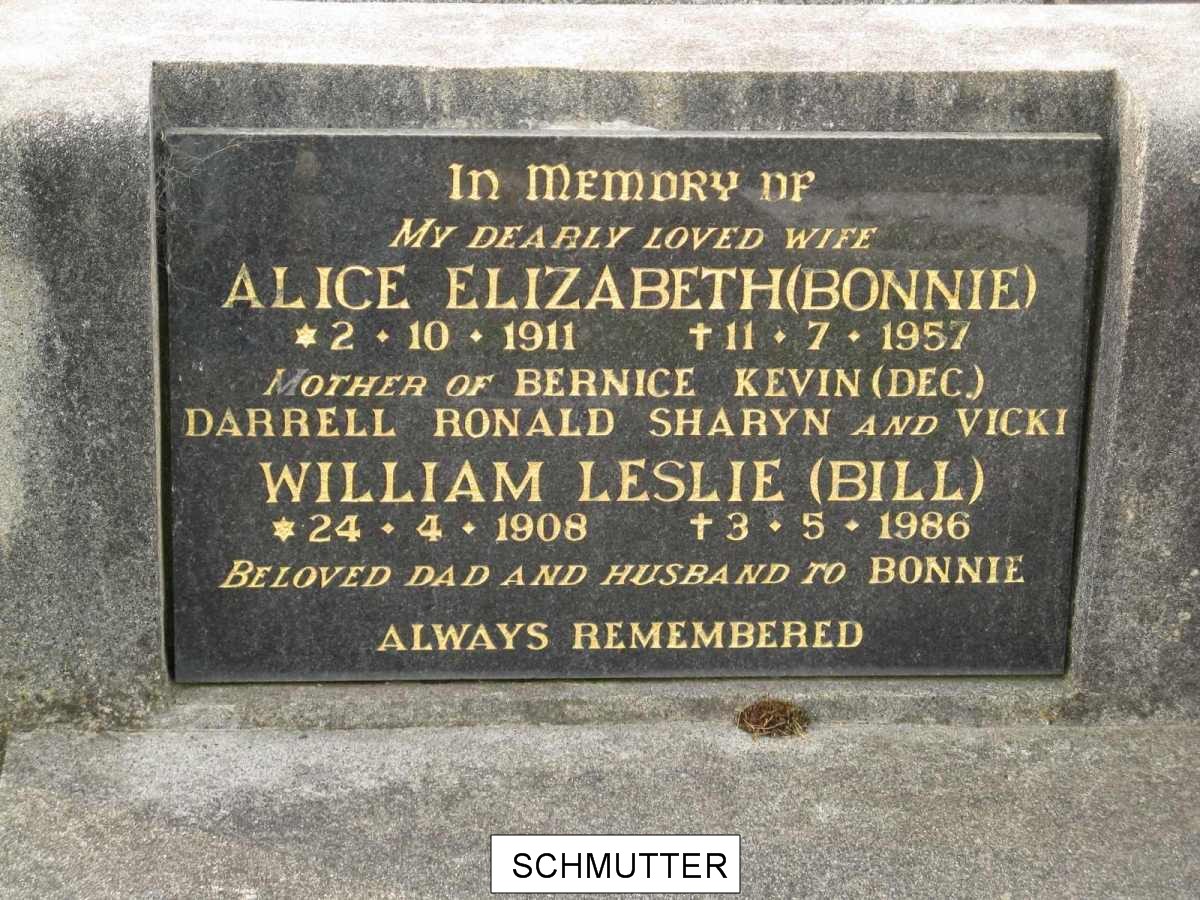 In Memory of
My dearly loved wife
ALICE ELIZABETH (BONNIE)
✡ 2 · 10 · 1911 † 11 · 7 · 1957
Mother of BERNICE KEVIN (DEC.)
DARRELL RONALD SHARYN and VICKI
WILLIAM LESLIE (BILL)
✡ 24 · 4 · 1908 † 3 · 5 · 1986
Beloved dad and husband to BONNIE
ALWAYS REMEMBERED
SCHMUTTER